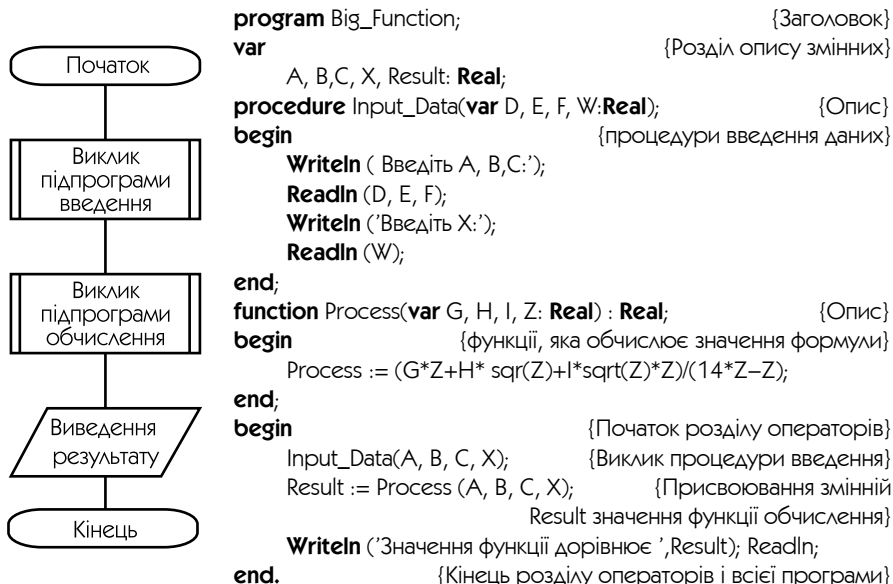 Початок
Виклик
підпрограми
введення
Виклик
підпрограми
обчислення
Виведення
результату
Кінець
program Big_Function; {Заголовок}
var {Розділ опису змінних}
A, B,C, X, Result: Real;
procedure Input_Data(var D, E, F, W:Real); {Опис}
begin {процедури введення даних}
Writeln ( Введіть A, B,C:’);
Readln (D, E, F);
Writeln (’Введіть X:’);
Readln (W);
end;
function Process(var G, H, I, Z: Real) : Real; {Опис}
begin {функції, яка обчислює значення формули}
Process := (G*Z+H* sqr(Z)+I*sqrt(Z)*Z)/(14*Z–Z);
end;
begin {Початок розділу операторів}
Input_Data(A, B, C, X); {Виклик процедури введення}
Result := Process (A, B, C, X); {Присвоювання змінній
Result значення функції обчислення}
Writeln (’Значення функції дорівнює ’,Result); Readln;
end. {Кінець розділу операторів і всієї програми}